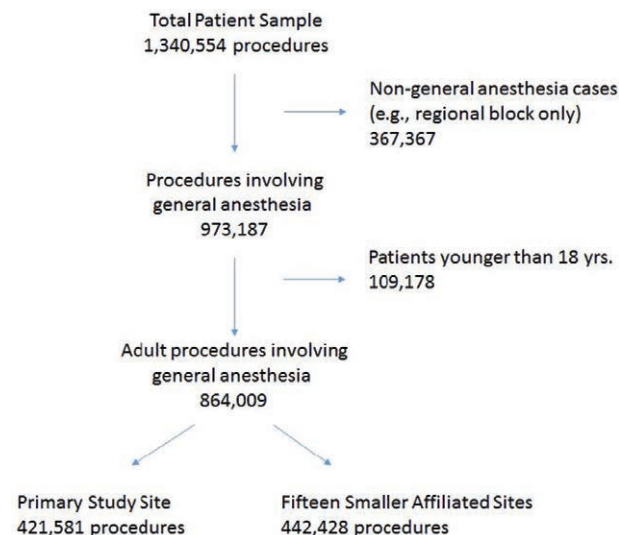 Total Patient Sample
1,340,554 procedures
Non-general anesthesia cases
(e.g., regional block only)
367,367
Procedures involving
general anesthesia
973,187
Patients younger than 18 yrs.
109,178
Adult procedures involving
general anesthesia
864,009
Primary Study Site
421,581 procedures
Fifteen Smaller Affiliated Sites
442,428 procedures